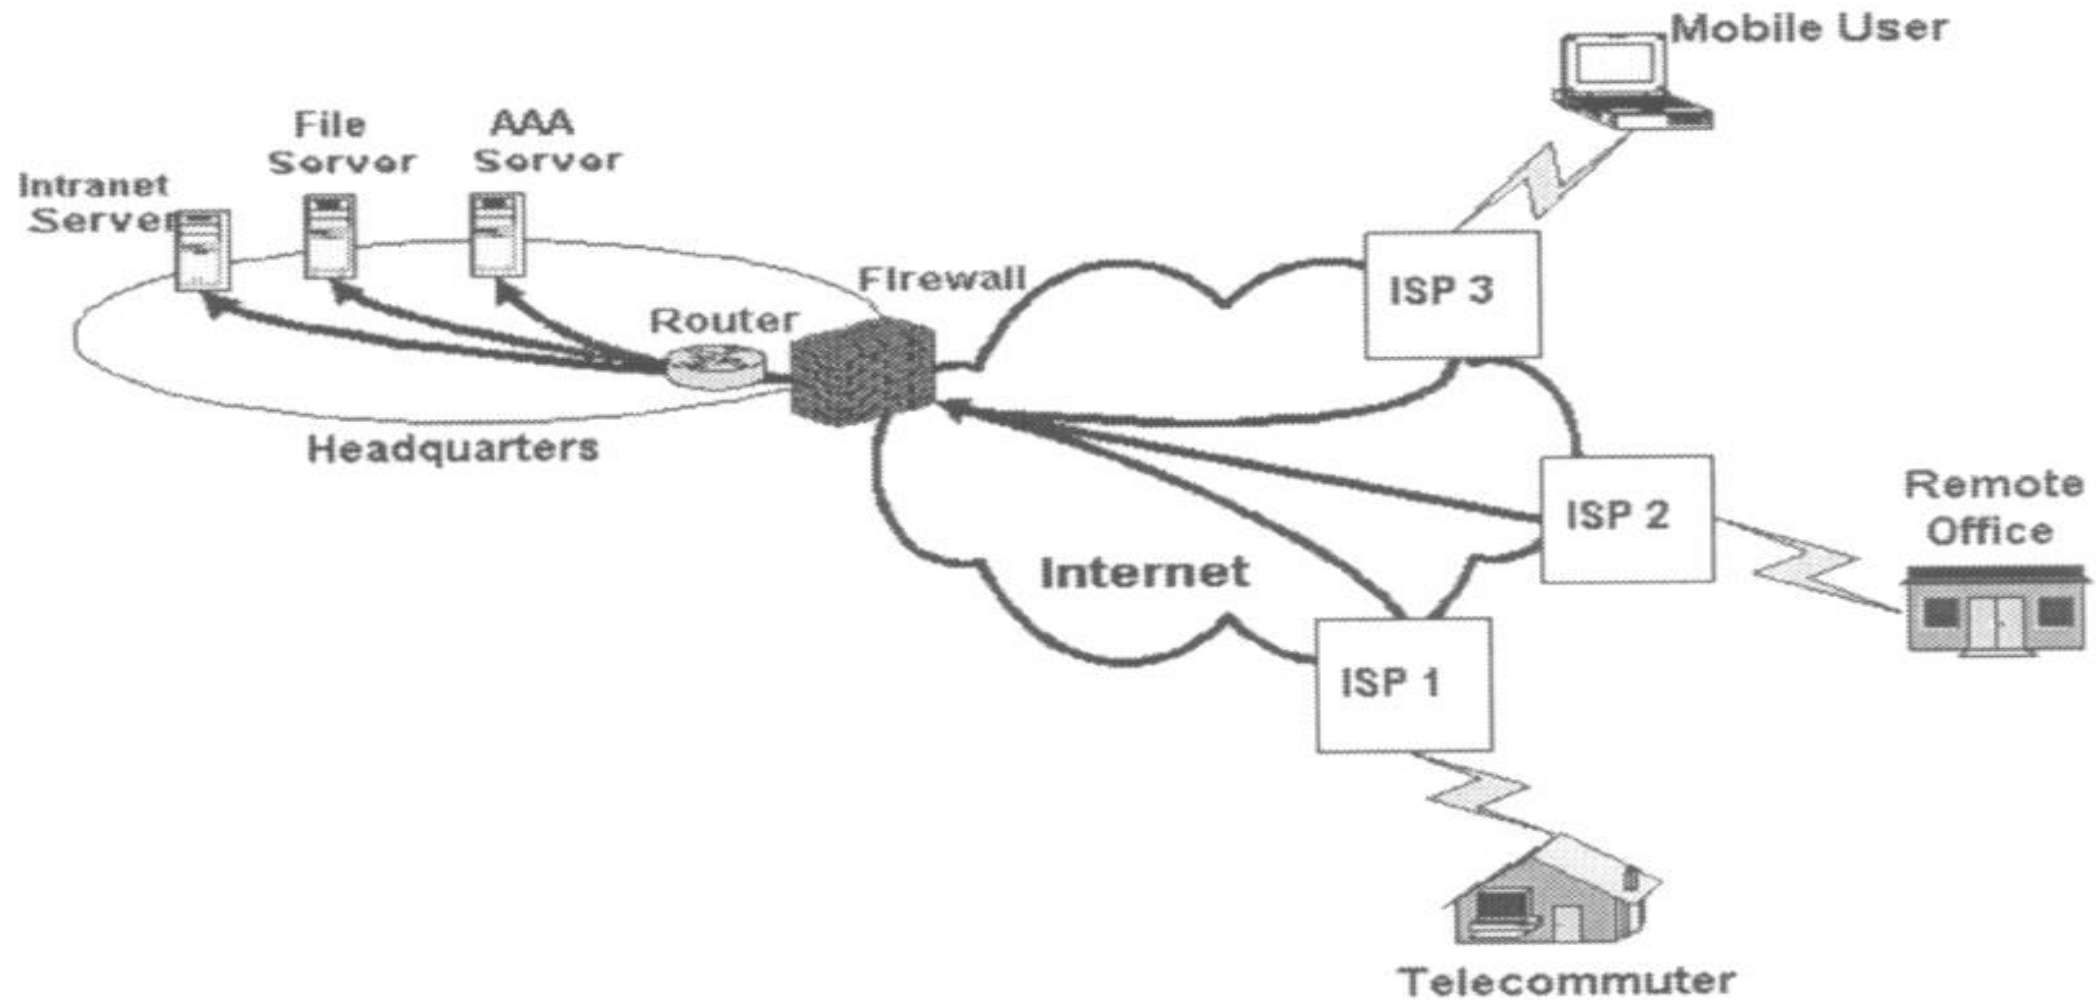 Mobile User
File
Server
AAA
Server
Intranet
Server
Firewall
Router
ISP 3
Headquarters
ISP 2
Remote
Office
Internet
ISP 1
Telecommuter